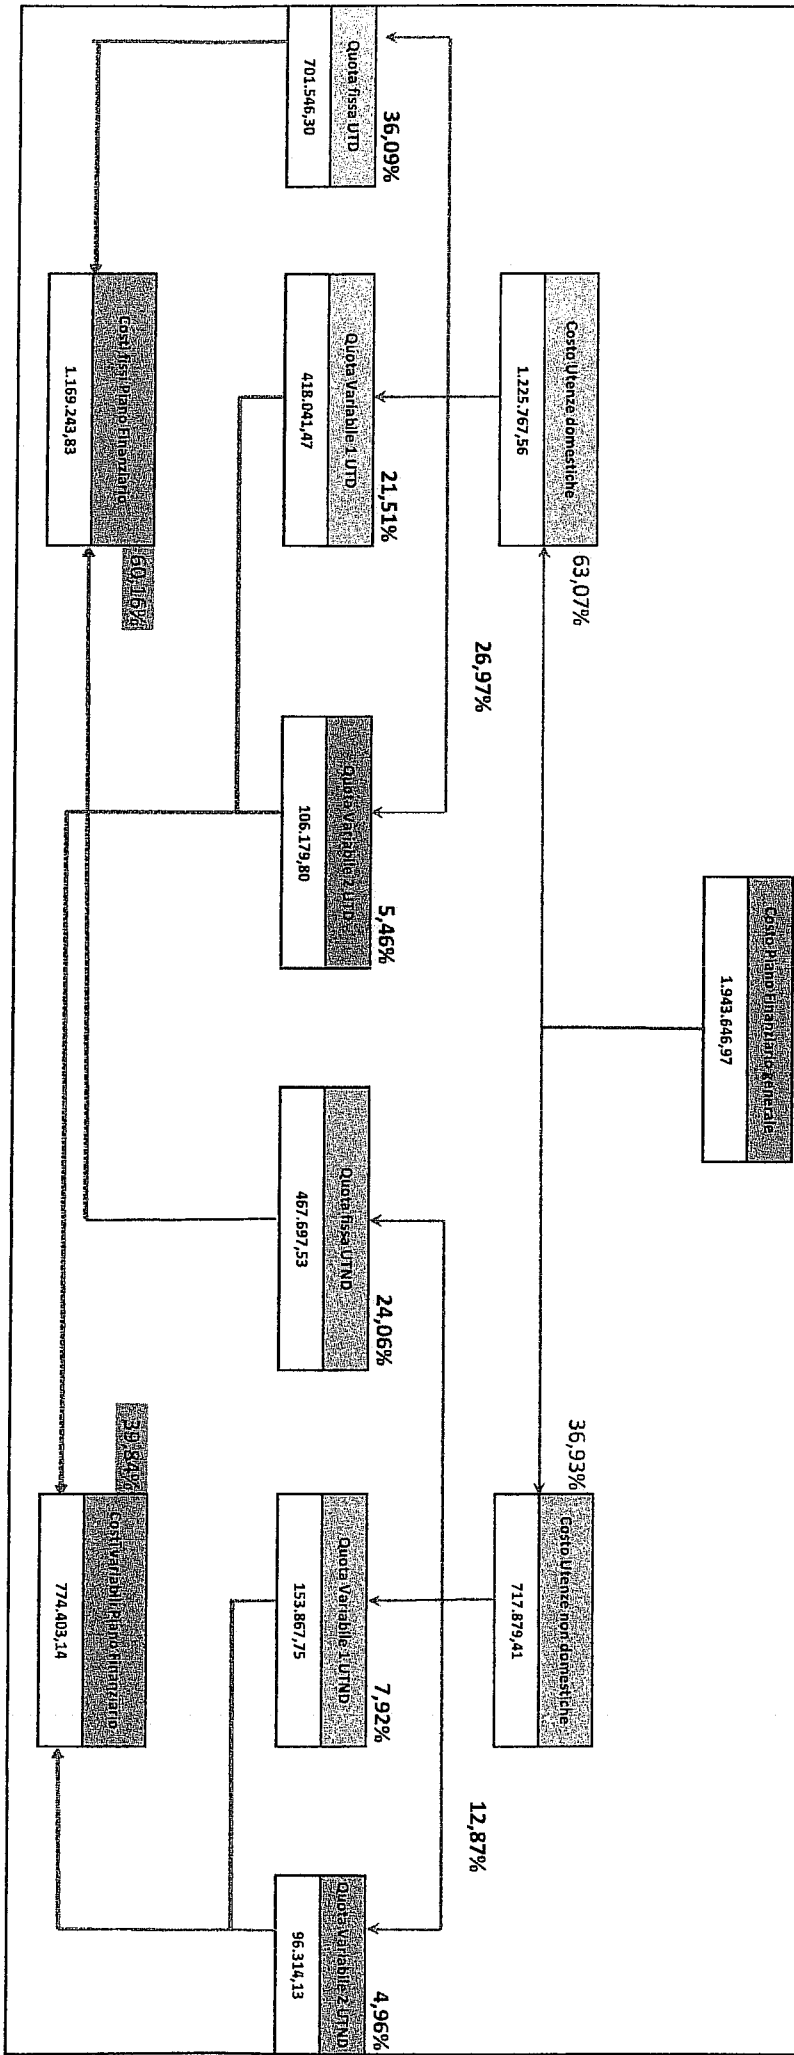 Costo Piano Finanziario generale
1.943.646,97
63,07%
36,93%
Costo Utenze domestiche
1.225.767,56
Costo Utenze non domestiche
717.879,41
26,97%
12,87%
36,09%
21,51%
5,46%
24,06%
7,92%
4,96%
Quota fissa UTD
701.546,30
Quota Variabile 1 UTD
418.041,47
Quota Variabile 2 UTD
106.179,80
Quota fissa UTND
467.697,53
Quota Variabile 1 UTND
153.867,75
Quota Variabile 2 UTND
96.314,13
60,16%
39,84%
Costi fissi Piano Finanziario
1.169.243,83
Costi variabili Piano Finanziario
774.403,14